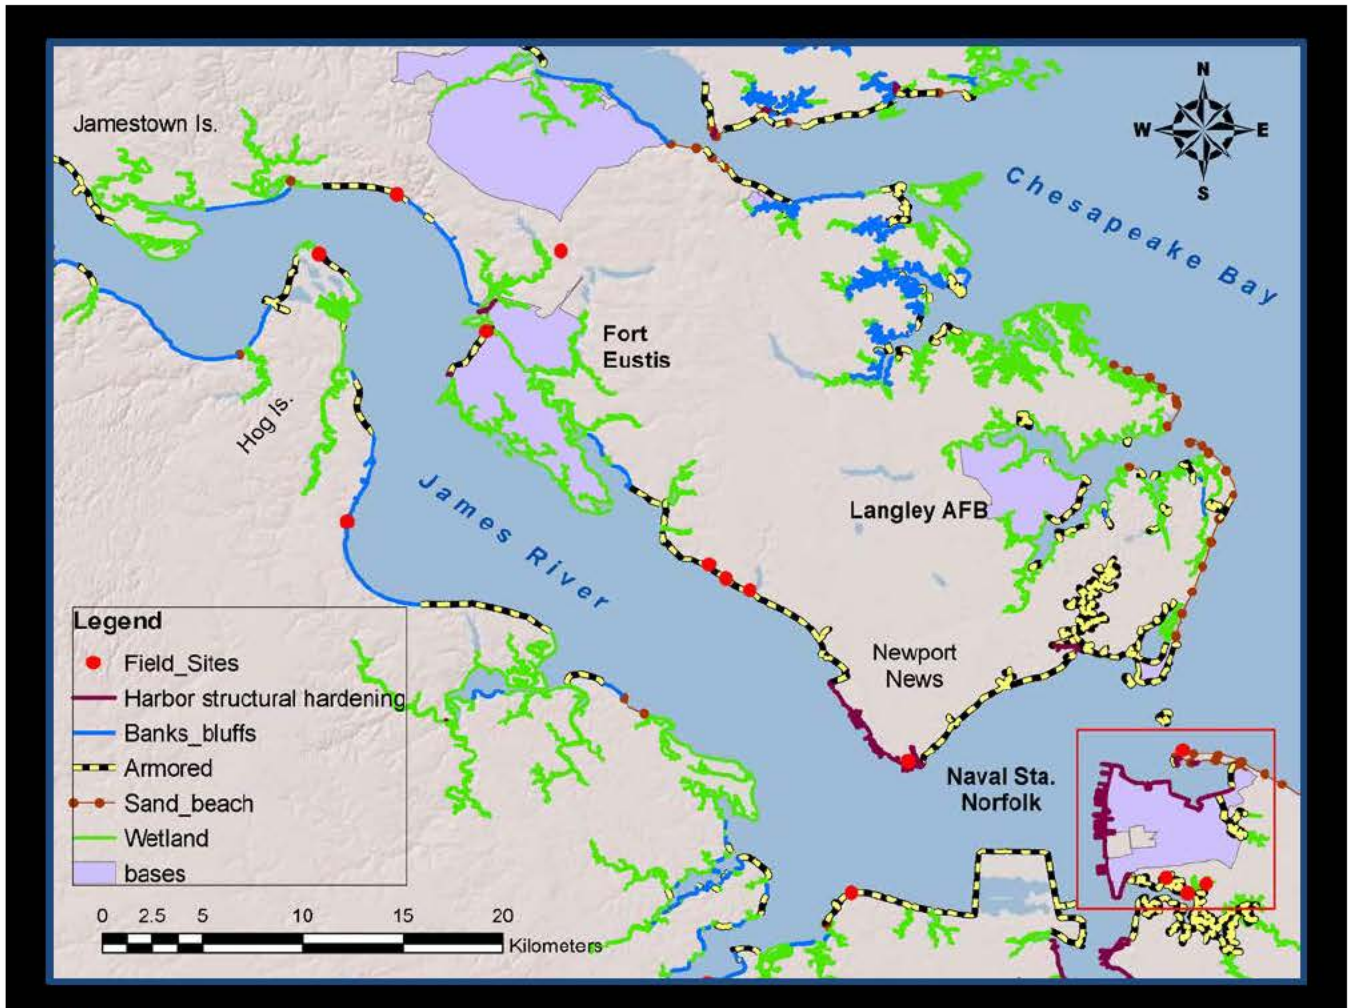 N
W E
S
Jamestown Is.
Chesapeake Bay
Fort
Eustis
Hog Is.
James River
Langley AFB
Newport
News
Naval Sta.
Norfolk
Legend
Field_Sites
Harbor structural hardening
Banks_bluffs
Armored
Sand_beach
Wetland
bases
0 2.5 5 10 15 20
Kilometers